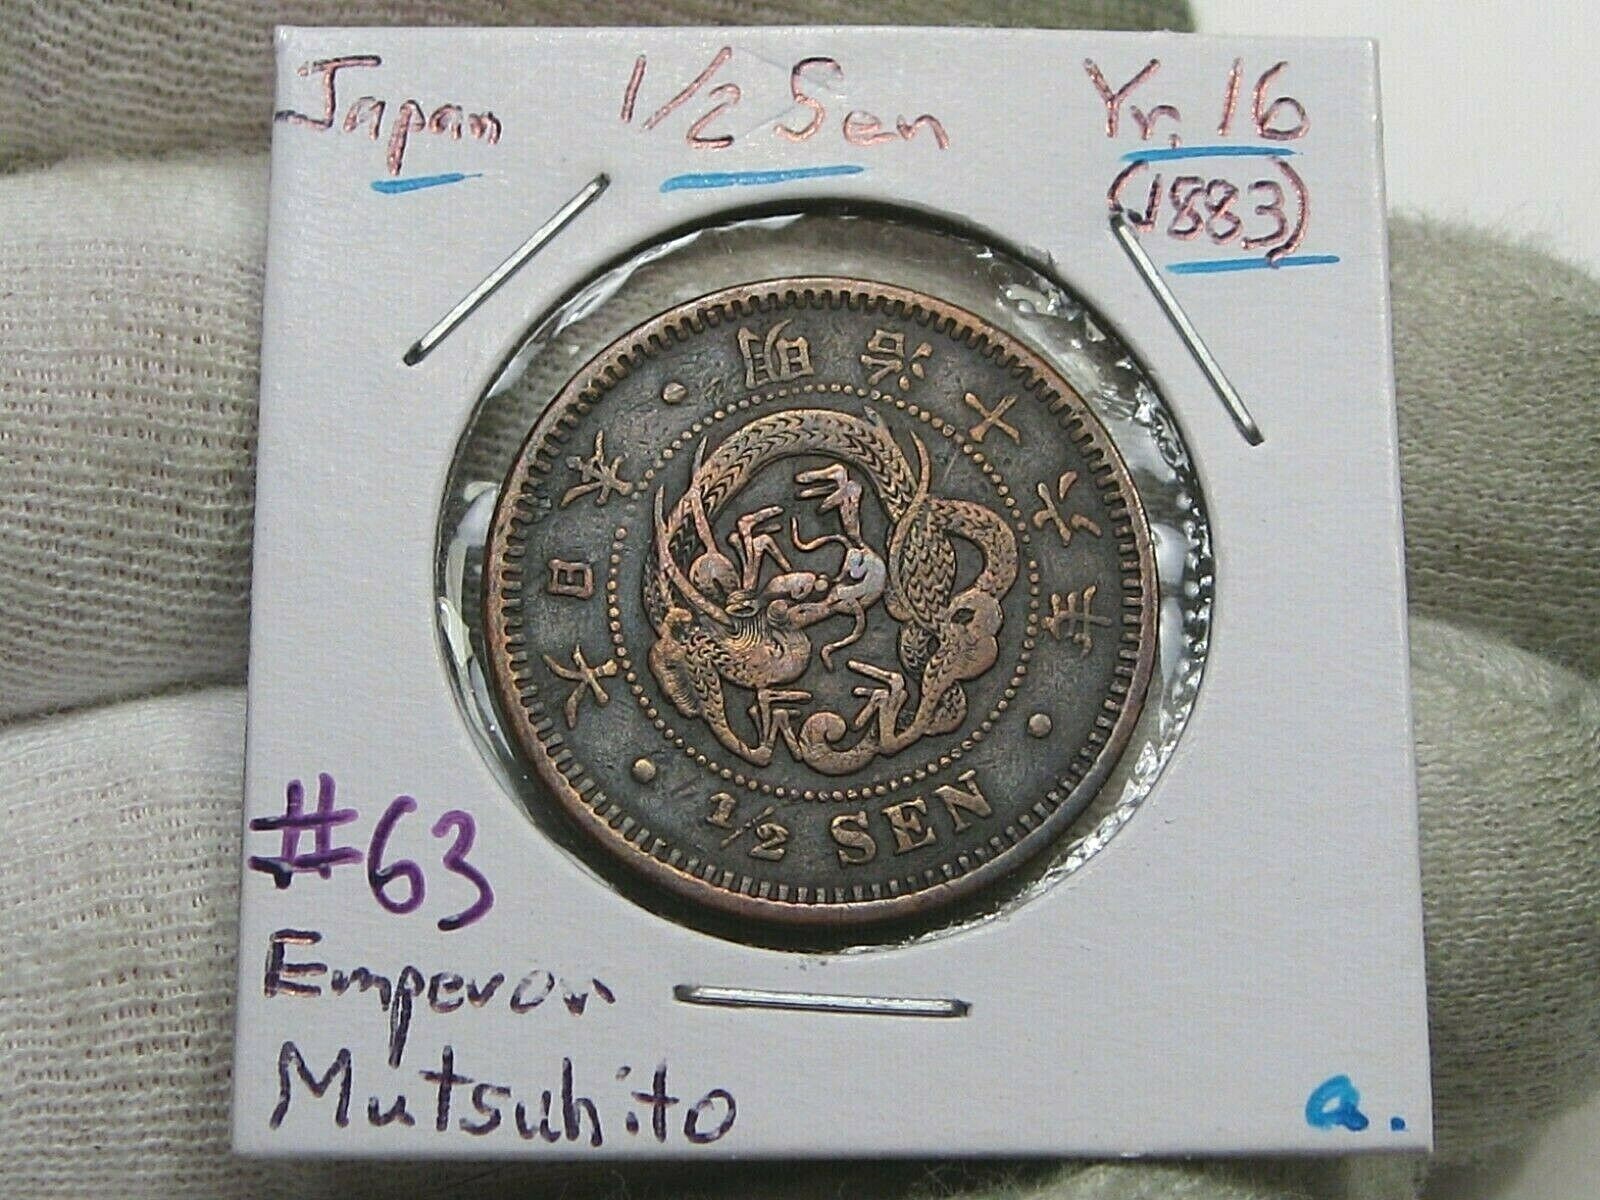 Japan 1/2 Sen Yr. 16
(1883)
大日本・明治十六年
1/2 SEN
#63
Emperor
Mutsuhito
a.